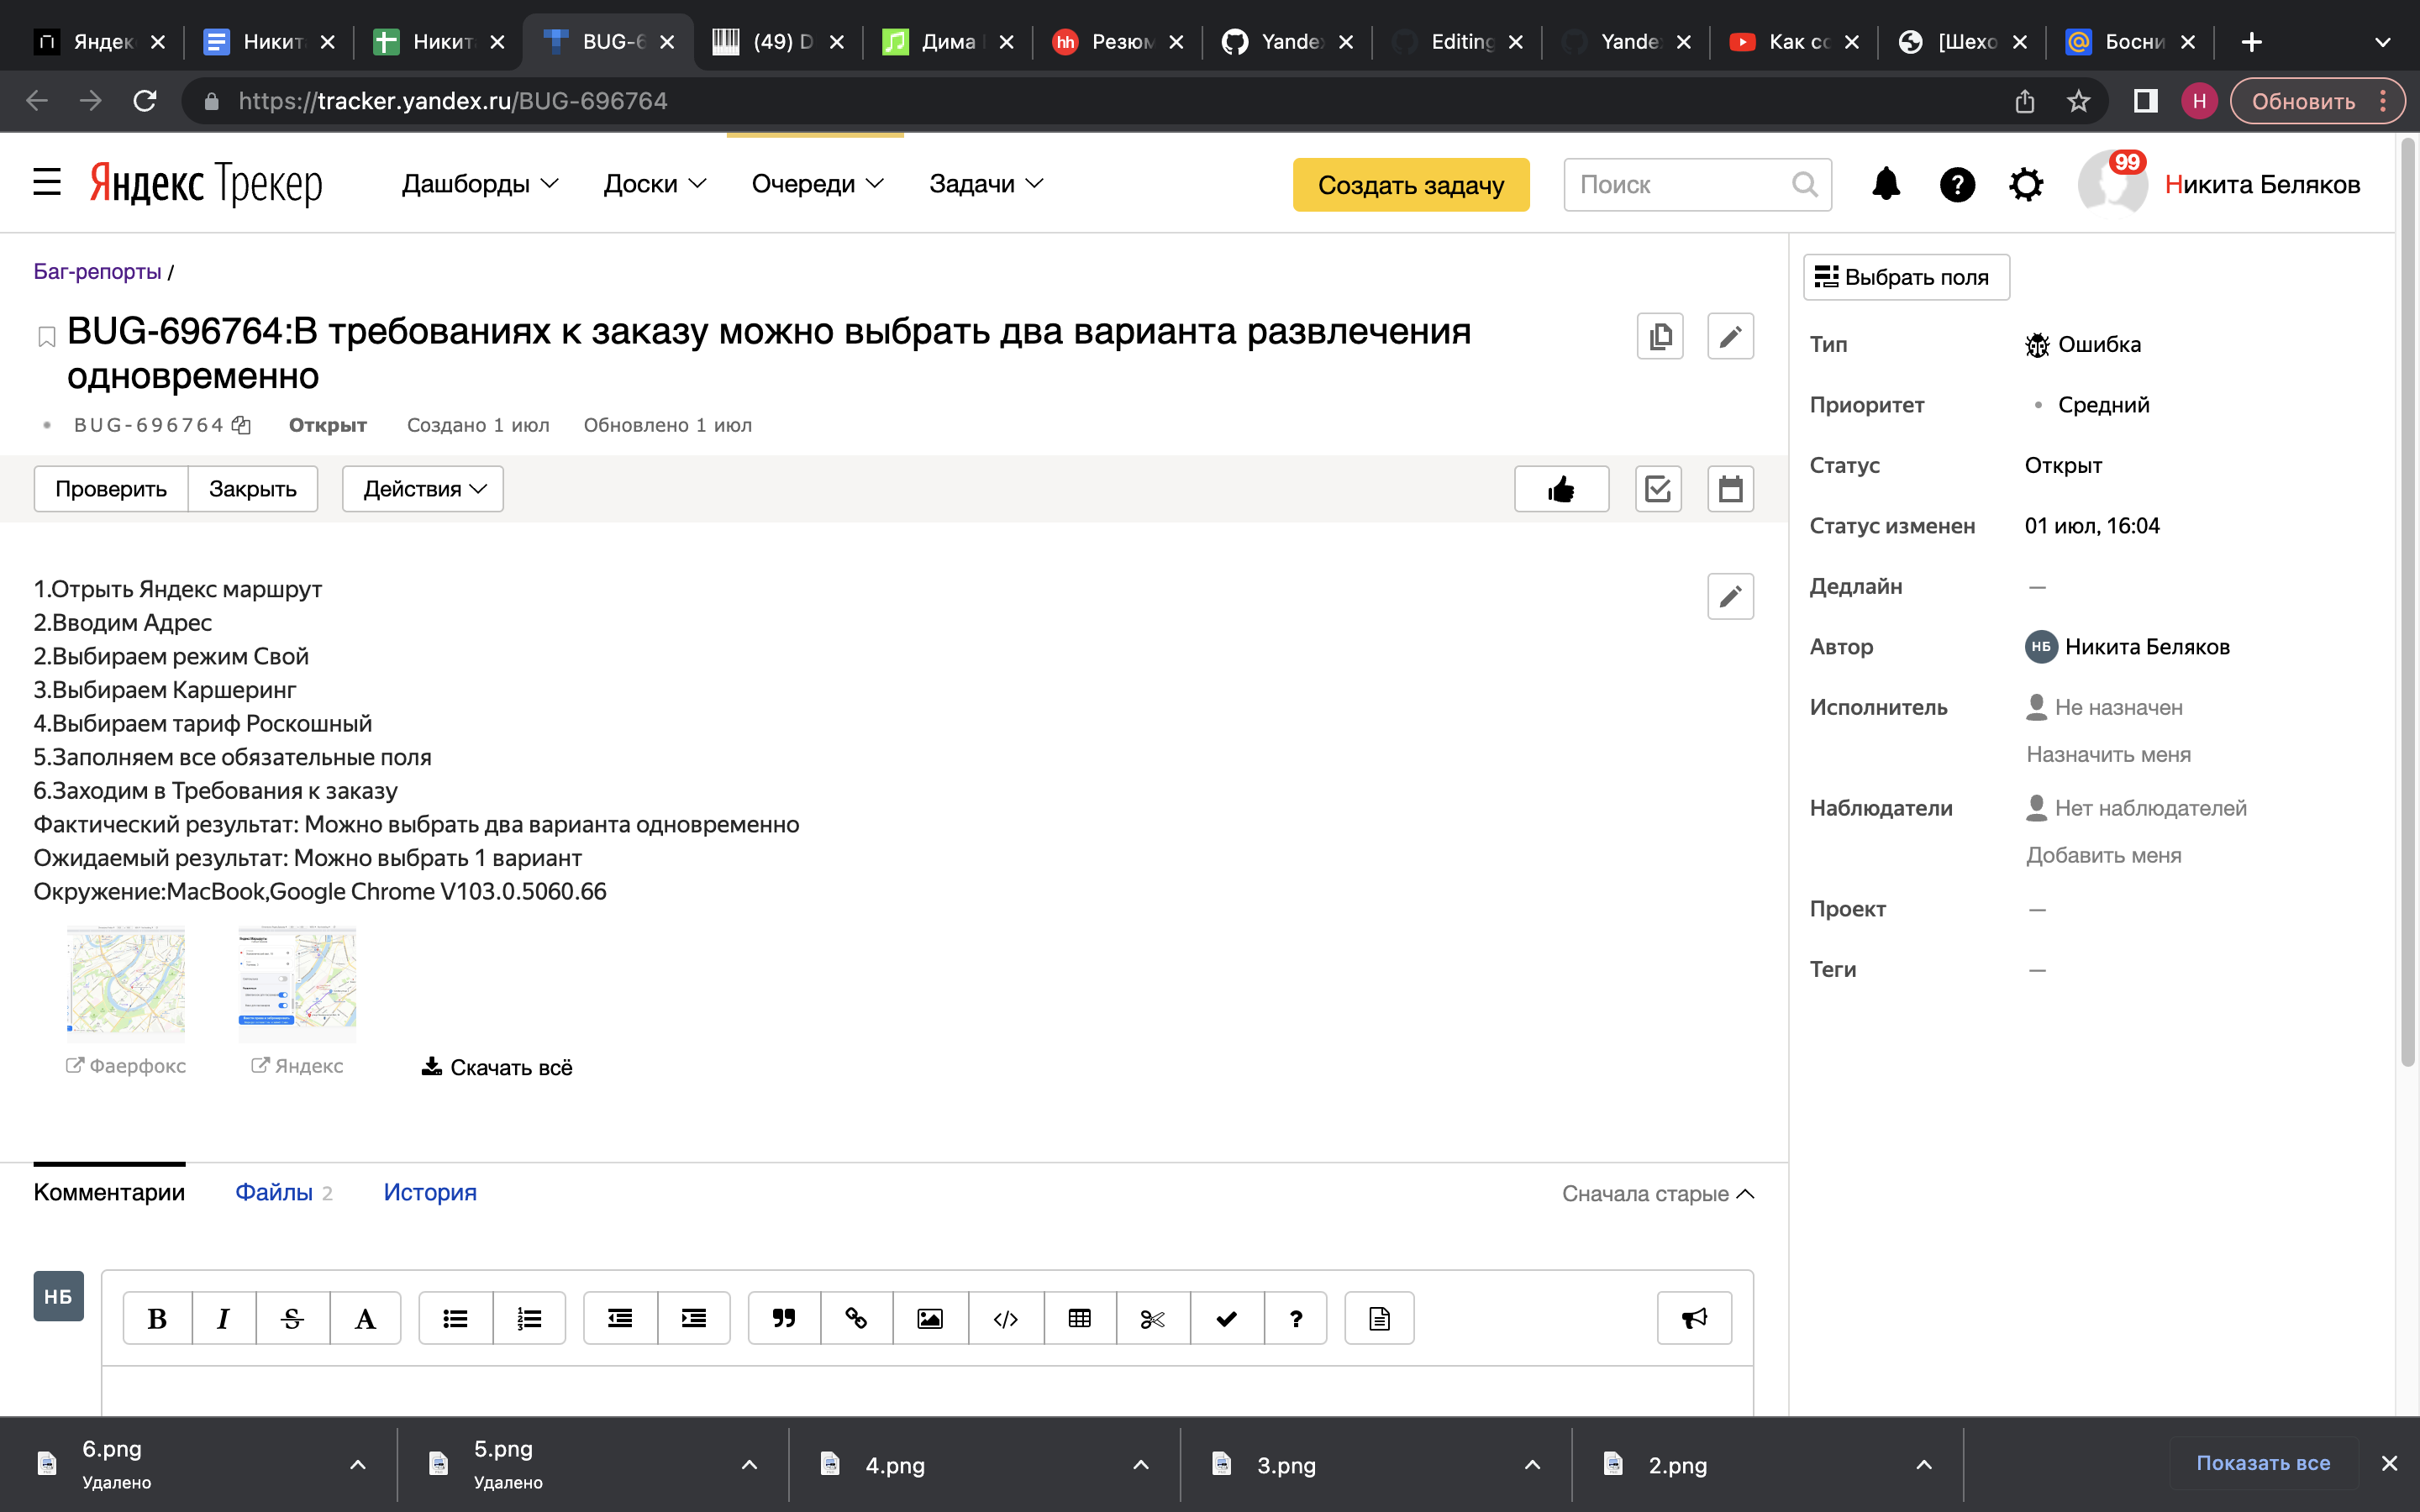 Яндек
Никит
Никит
BUG-6
(49) D
Дима
hh
Резюм
Yande
Editing
Yande
Как сс
[Шехо
Босни
https://tracker.yandex.ru/BUG-696764
Н
Обновить
Яндекс Трекер
Дашборды
Доски
Очереди
Задачи
Создать задачу
Поиск
99
Никита Беляков
Баг-репорты /
BUG-696764:В требованиях к заказу можно выбрать два варианта развлечения
одновременно
BUG-696764
Открыт
Создано 1 июл
Обновлено 1 июл
Проверить
Закрыть
Действия
1.Отрыть Яндекс маршрут
2.Вводим Адрес
2.Выбираем режим Свой
3.Выбираем Каршеринг
4.Выбираем тариф Роскошный
5.Заполняем все обязательные поля
6.Заходим в Требования к заказу
Фактический результат: Можно выбрать два варианта одновременно
Ожидаемый результат: Можно выбрать 1 вариант
Окружение:MacBook,Google Chrome V103.0.5060.66
Фаерфокс
Яндекс
Скачать всё
Выбрать поля
Тип
Ошибка
Приоритет
Средний
Статус
Открыт
Статус изменен
01 июл, 16:04
Дедлайн
—
Автор
НБ Никита Беляков
Исполнитель
Не назначен
Назначить меня
Наблюдатели
Нет наблюдателей
Добавить меня
Проект
—
Теги
—
Комментарии
Файлы 2
История
Сначала старые
НБ
B I S A
6.png
Удалено
5.png
Удалено
4.png
3.png
2.png
Показать все